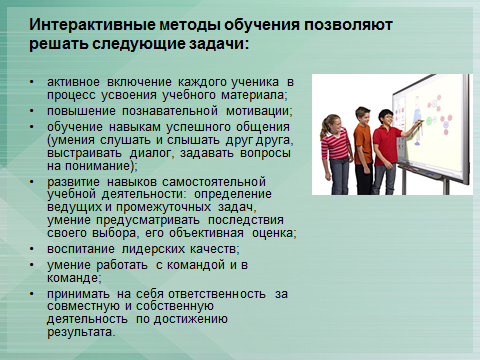 Интерактивные методы обучения позволяют
решать следующие задачи:
• активное включение каждого ученика в
процесс усвоения учебного материала;
• повышение познавательной мотивации;
• обучение навыкам успешного общения
(умения слушать и слышать друг друга,
выстраивать диалог, задавать вопросы
на понимание);
• развитие навыков самостоятельной
учебной деятельности: определение
ведущих и промежуточных задач,
умение предусматривать последствия
своего выбора, его объективная оценка;
• воспитание лидерских качеств;
• умение работать с командой и в
команде;
• принимать на себя ответственность за
совместную и собственную
деятельность по достижению
результата.